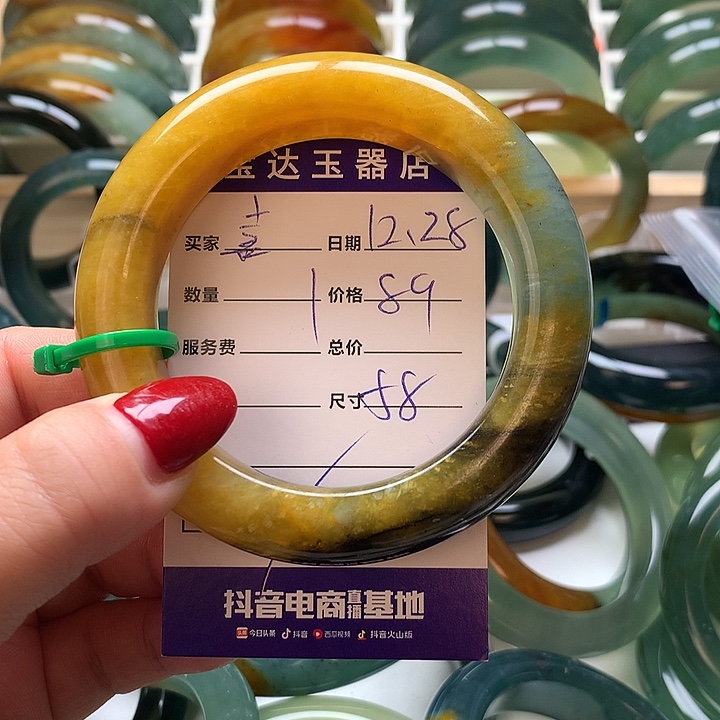 宝达玉器店
买家 喜 日期 12.28
数量 1 价格 89
服务费 总价
尺寸 58
抖音电商直播基地
今日头条 抖音 西瓜视频 抖音火山版